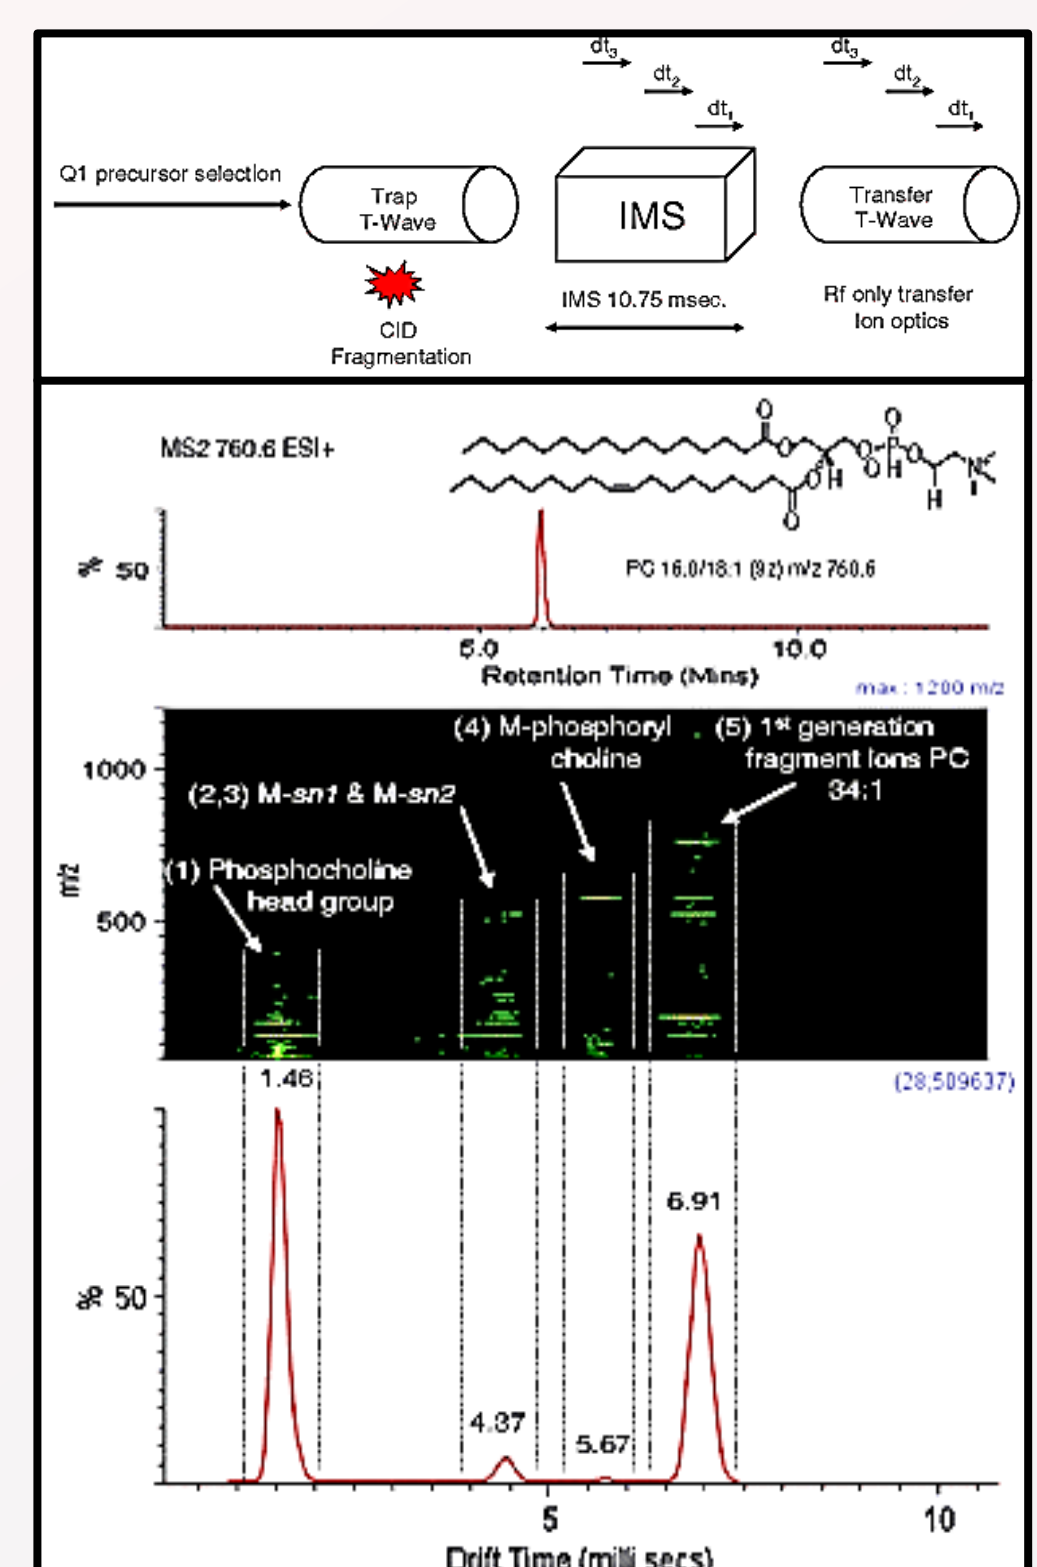 dt3 dt3
dt2 dt2
dt1 dt1
Q1 precursor selection
Trap
T-Wave
IMS
Transfer
T-Wave
CID
Fragmentation
IMS 10.75 msec.
Rf only transfer
Ion optics
MS2 760.6 ESI+
O
O
O
P
O
O
O
H
N+
O
H
H
O
PC 16.0/18:1 (9z) m/z 760.6
% 50
5.0 10.0
Retention Time (Mins)
max : 1200 m/z
(4) M-phosphoryl
choline
(5) 1st generation
fragment Ions PC
34:1
1000
(2,3) M-sn1 & M-sn2
m/z
(1) Phosphocholine
head group
500
1.46
(28;509637)
6.91
% 50
4.37
5.67
5 10
Drift Time (milli secs)